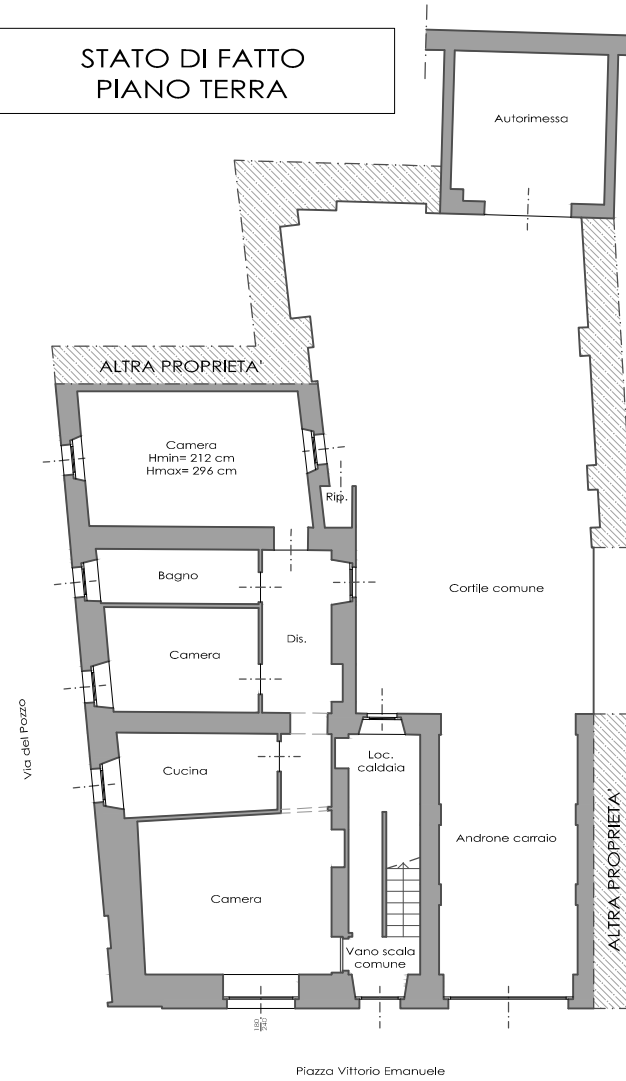 STATO DI FATTO
PIANO TERRA
Autorimessa
ALTRA PROPRIETA'
Camera
Hmin= 212 cm
Hmax= 296 cm
Rip.
Bagno
Cortile comune
Dis.
Camera
Via del Pozzo
Loc.
caldaia
Cucina
Androne carraio
ALTRA PROPRIETA'
Camera
Vano scala
comune
180
240
Piazza Vittorio Emanuele